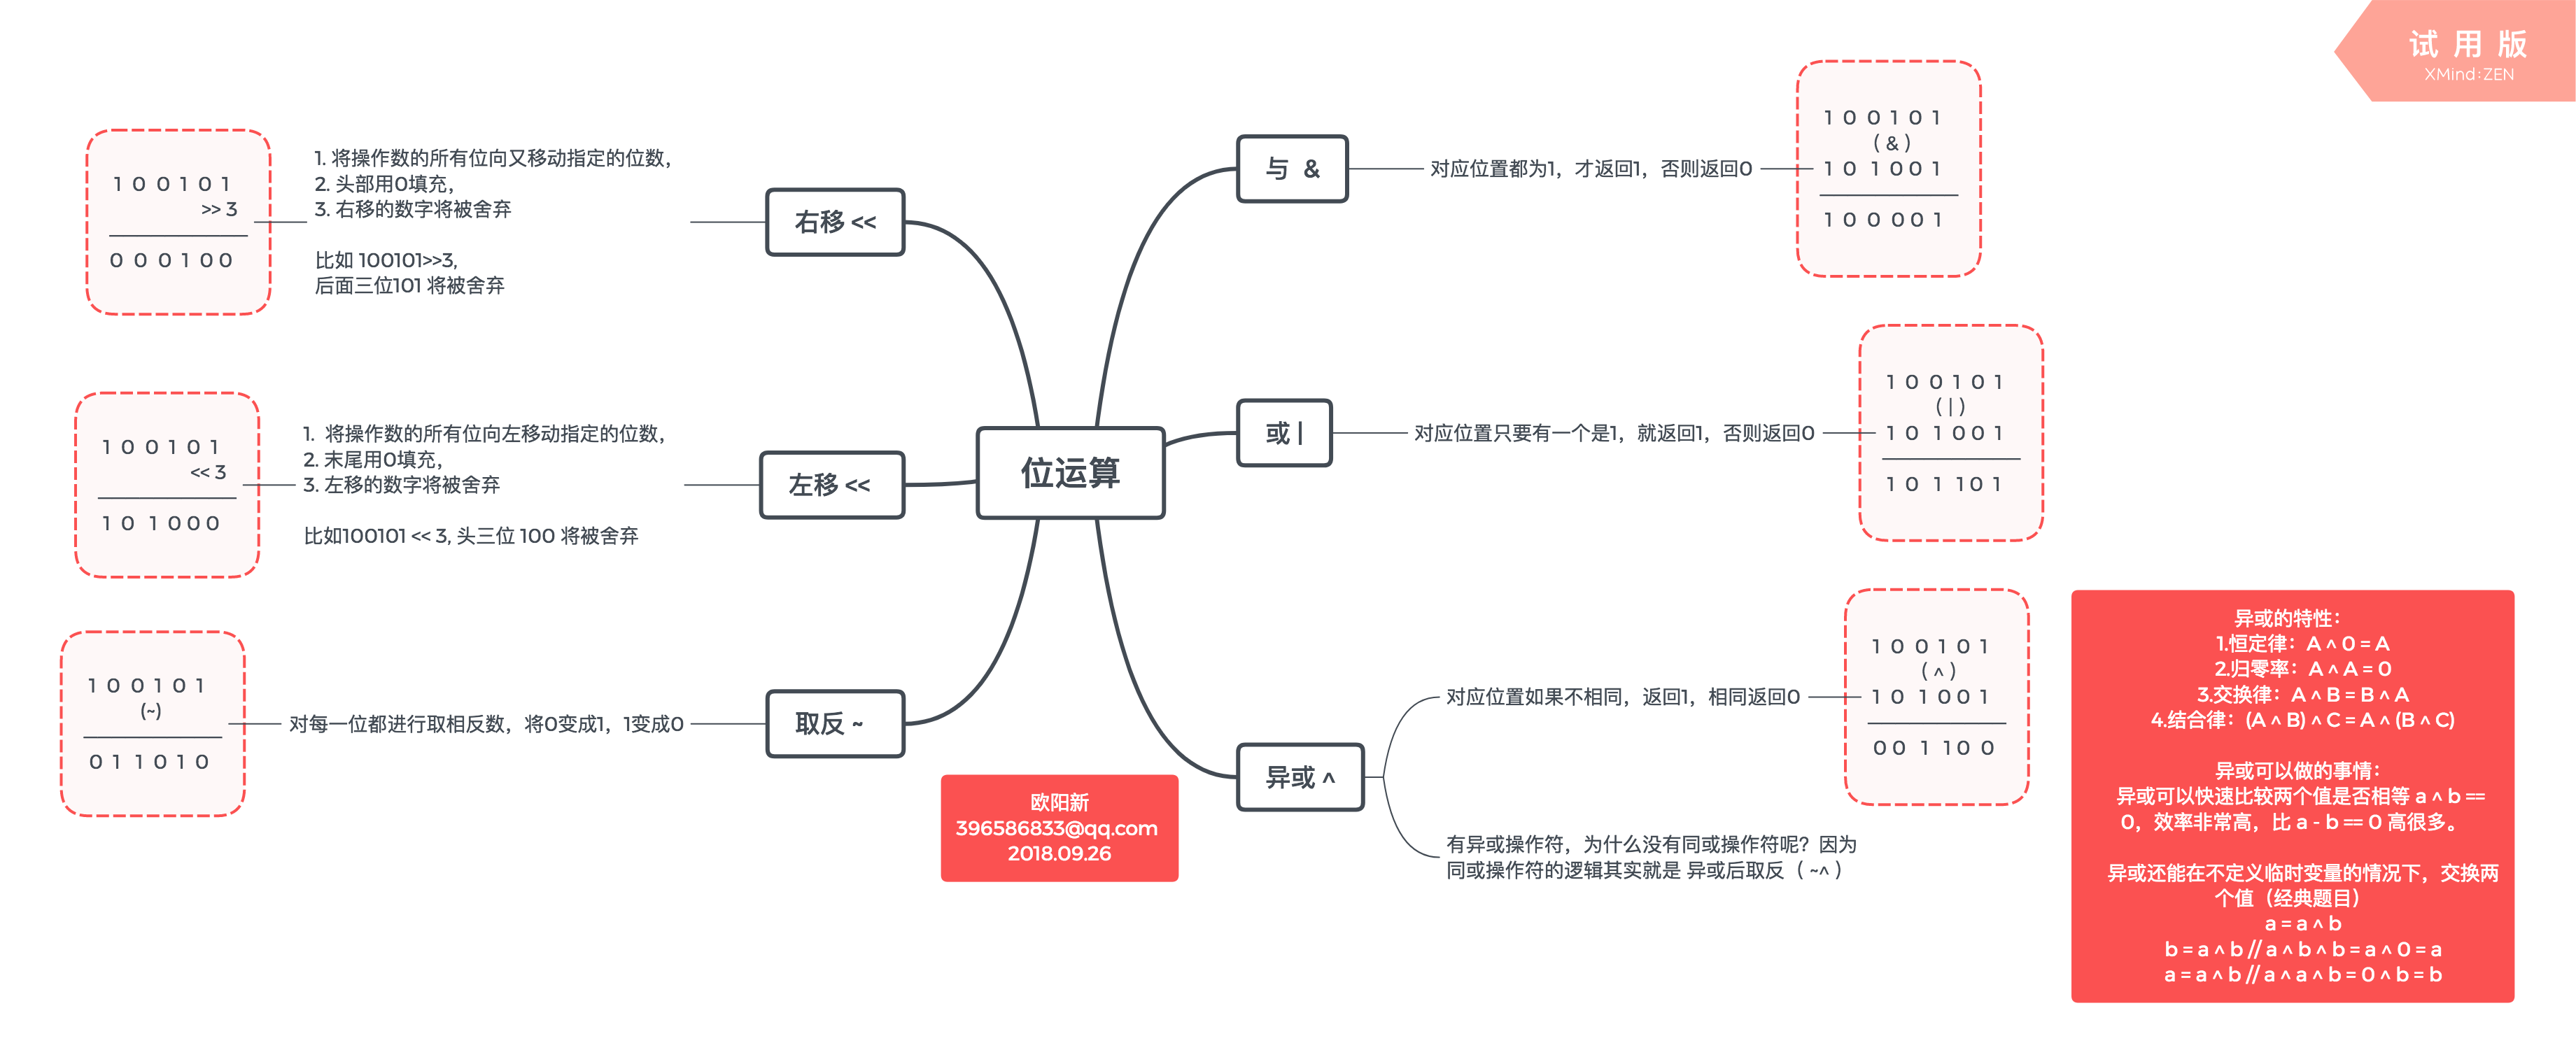 试 用 版
XMind:ZEN
位运算
与 &
对应位置都为1，才返回1，否则返回0
1 0 0 1 0 1
( & )
1 0 1 0 0 1
1 0 0 0 0 1
或 |
对应位置只要有一个是1，就返回1，否则返回0
1 0 0 1 0 1
( | )
1 0 1 0 0 1
1 0 1 1 0 1
异或 ^
对应位置如果不相同，返回1，相同返回0
1 0 0 1 0 1
( ^ )
1 0 1 0 0 1
0 0 1 1 0 0
有异或操作符，为什么没有同或操作符呢？因为
同或操作符的逻辑其实就是 异或后取反 （ ~^ ）
异或的特性：
1.恒定律：A ^ 0 = A
2.归零率：A ^ A = 0
3.交换律：A ^ B = B ^ A
4.结合律：(A ^ B) ^ C = A ^ (B ^ C)
异或可以做的事情：
异或可以快速比较两个值是否相等 a ^ b ==
0，效率非常高，比 a - b == 0 高很多。
异或还能在不定义临时变量的情况下，交换两
个值（经典题目）
a = a ^ b
b = a ^ b // a ^ b ^ b = a ^ 0 = a
a = a ^ b // a ^ a ^ b = 0 ^ b = b
右移 <<
1. 将操作数的所有位向又移动指定的位数，
2. 头部用0填充，
3. 右移的数字将被舍弃
比如 100101>>3,
后面三位101 将被舍弃
1 0 0 1 0 1
>> 3
0 0 0 1 0 0
左移 <<
1. 将操作数的所有位向左移动指定的位数，
2. 末尾用0填充，
3. 左移的数字将被舍弃
比如100101 << 3, 头三位 100 将被舍弃
1 0 0 1 0 1
<< 3
1 0 1 0 0 0
取反 ~
对每一位都进行取相反数，将0变成1，1变成0
1 0 0 1 0 1
(~)
0 1 1 0 1 0
欧阳新
396586833@qq.com
2018.09.26